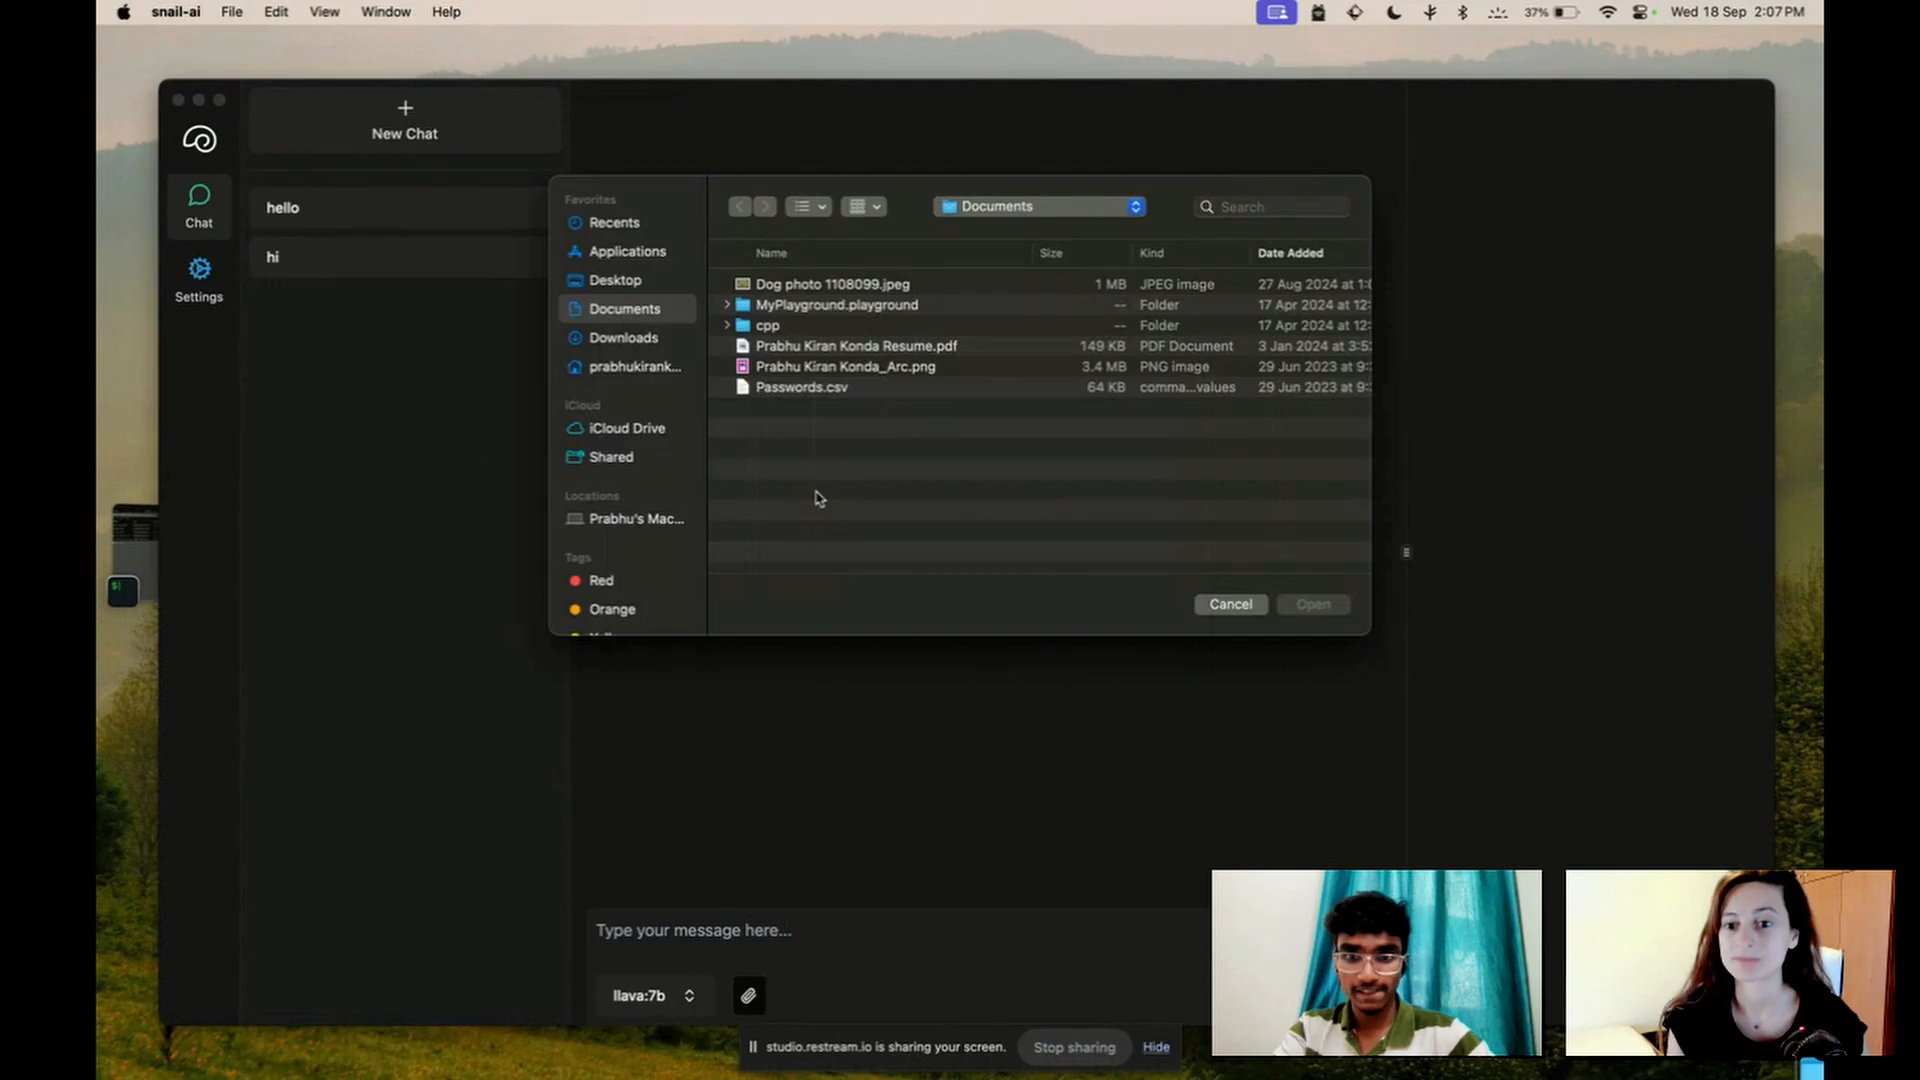 snail-ai File Edit View Window Help
37% Wed 18 Sep 2:07 PM
New Chat
Chat
Settings
hello
hi
Favorites
Recents
Applications
Desktop
Documents
Downloads
prabhukirank...
iCloud
iCloud Drive
Shared
Locations
Prabhu's Mac...
Tags
Red
Orange
Documents
Search
Name Size Kind Date Added
Dog photo 1108099.jpeg 1 MB JPEG image 27 Aug 2024 at
MyPlayground.playground -- Folder 17 Apr 2024 at 12:
cpp -- Folder 17 Apr 2024 at 12:
Prabhu Kiran Konda Resume.pdf 149 KB PDF Document 3 Jan 2024 at 3:5
Prabhu Kiran Konda_Arc.png 3.4 MB PNG image 29 Jun 2023 at 9:
Passwords.csv 64 KB comma...values 29 Jun 2023 at 9:
Cancel Open
Type your message here...
llava:7b
studio.restream.io is sharing your screen. Stop sharing Hide